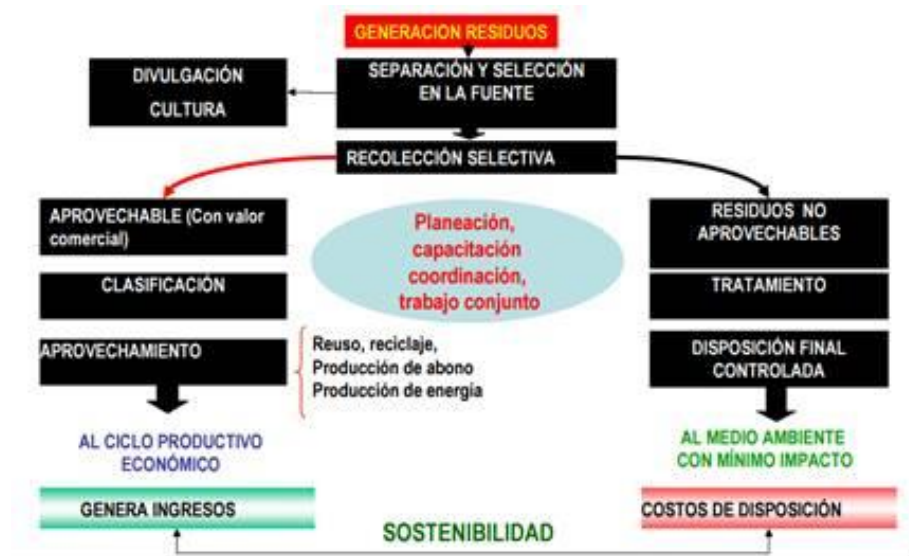 GENERACION RESIDUOS
SEPARACIÓN Y SELECCIÓN
EN LA FUENTE
DIVULGACIÓN
CULTURA
RECOLECCIÓN SELECTIVA
APROVECHABLE (Con valor
comercial)
CLASIFICACIÓN
APROVECHAMIENTO
Reuso, reciclaje,
Producción de abono
Producción de energía
AL CICLO PRODUCTIVO
ECONÓMICO
GENERA INGRESOS
Planeación,
capacitación
coordinación,
trabajo conjunto
RESIDUOS NO
APROVECHABLES
TRATAMIENTO
DISPOSICIÓN FINAL
CONTROLADA
AL MEDIO AMBIENTE
CON MÍNIMO IMPACTO
COSTOS DE DISPOSICIÓN
SOSTENIBILIDAD